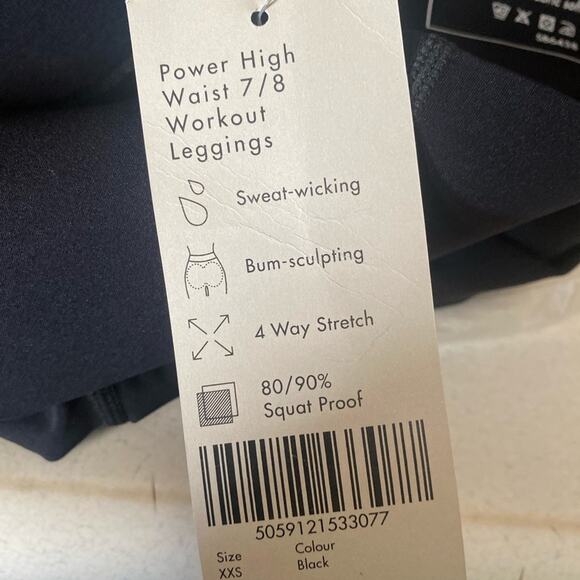 Power High
Waist 7/8
Workout
Leggings
Sweat-wicking
Bum-sculpting
4 Way Stretch
80/90%
Squat Proof
5059121533077
Size
Colour
XXS
Black